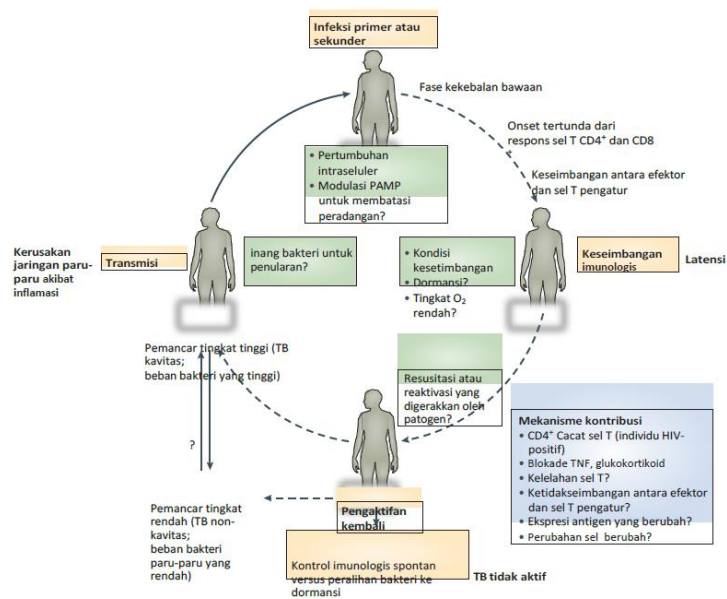 Infeksi primer atau
sekunder
Fase kekebalan bawaan
Onset tertunda dari
respons sel T CD4⁺ dan CD8
+
Keseimbangan antara efektor
dan sel T pengatur
• Pertumbuhan
intraseluler
• Modulasi PAMP
untuk membatasi
peradangan?
Kerusakan
jaringan paru-
paru akibat
inflamasi
Transmisi
inang bakteri untuk
penularan?
• Kondisi
kesetimbangan
• Dormansi?
• Tingkat O₂
rendah?
Keseimbangan
imunologis
Latensi
Pemancar tingkat tinggi (TB
kavitas;
beban bakteri yang tinggi)
Resusitasi atau
reaktivasi yang
digerakkan oleh
patogen?
Mekanisme kontribusi
• CD4⁺ Cacat sel T (individu HIV-
positif)
• Blokade TNF, glukokortikoid
• Kelelahan sel T?
• Ketidakseimbangan antara efektor
dan sel T pengatur?
• Ekspresi antigen yang berubah?
• Perubahan sel berubah?
?
Pemancar tingkat
rendah (TB non-
kavitas;
beban bakteri
paru-paru yang
rendah)
Pengaktifan
kembali
Kontrol imunologis spontan
versus peralihan bakteri ke
dormansi
TB tidak aktif